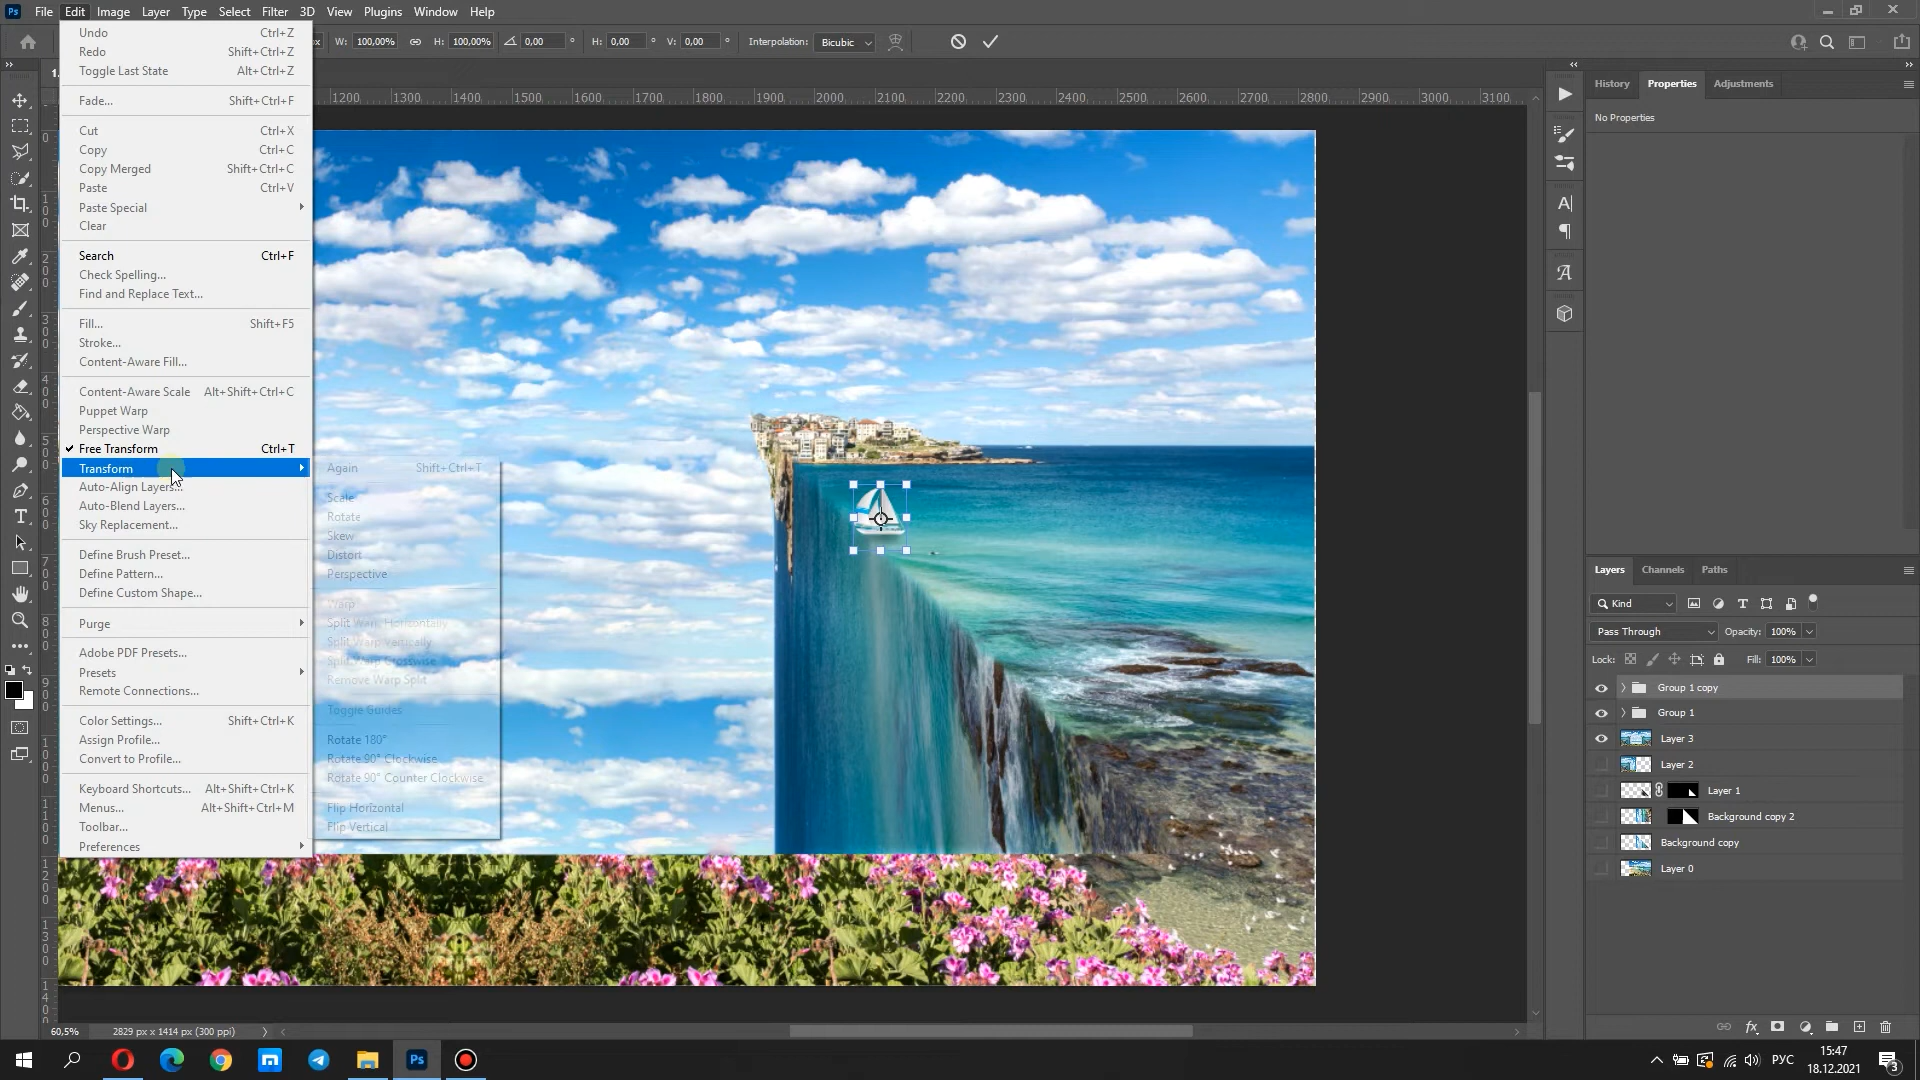 Ps File Edit Image Layer Type Select Filter 3D View Plugins Window Help
W: 100,00% H: 100,00% 0,00 ° H: 0,00 ° V: 0,00 ° Interpolation: Bicubic
Undo Ctrl+Z
Redo Shift+Ctrl+Z
Toggle Last State Alt+Ctrl+Z
Fade... Shift+Ctrl+F
Cut Ctrl+X
Copy Ctrl+C
Copy Merged Shift+Ctrl+C
Paste Ctrl+V
Paste Special
Clear
Search Ctrl+F
Check Spelling...
Find and Replace Text...
Fill... Shift+F5
Stroke...
Content-Aware Fill...
Content-Aware Scale Alt+Shift+Ctrl+C
Puppet Warp
Perspective Warp
Free Transform Ctrl+T
Transform
Auto-Align Layers...
Auto-Blend Layers...
Sky Replacement...
Define Brush Preset...
Define Pattern...
Define Custom Shape...
Purge
Adobe PDF Presets...
Presets
Remote Connections...
Color Settings... Shift+Ctrl+K
Assign Profile...
Convert to Profile...
Keyboard Shortcuts... Alt+Shift+Ctrl+K
Menus... Alt+Shift+Ctrl+M
Toolbar...
Preferences
Again Shift+Ctrl+T
Scale
Rotate
Skew
Distort
Perspective
Warp
Split Warp Horizontally
Split Warp Vertically
Split Warp Crosswise
Remove Warp Split
Toggle Guides
Rotate 180°
Rotate 90° Clockwise
Rotate 90° Counter Clockwise
Flip Horizontal
Flip Vertical
1200 1300 1400 1500 1600 1700 1800 1900 2000 2100 2200 2300 2400 2500 2600 2700 2800 2900 3000 3100
History Properties Adjustments
No Properties
Layers Channels Paths
Kind
Pass Through Opacity: 100%
Lock: Fill: 100%
Group 1 copy
Group 1
Layer 3
Layer 2
Layer 1
Background copy 2
Background copy
Layer 0
60,5% 2829 px x 1414 px (300 ppi)
Ps
РУС
15:47
18.12.2021
3